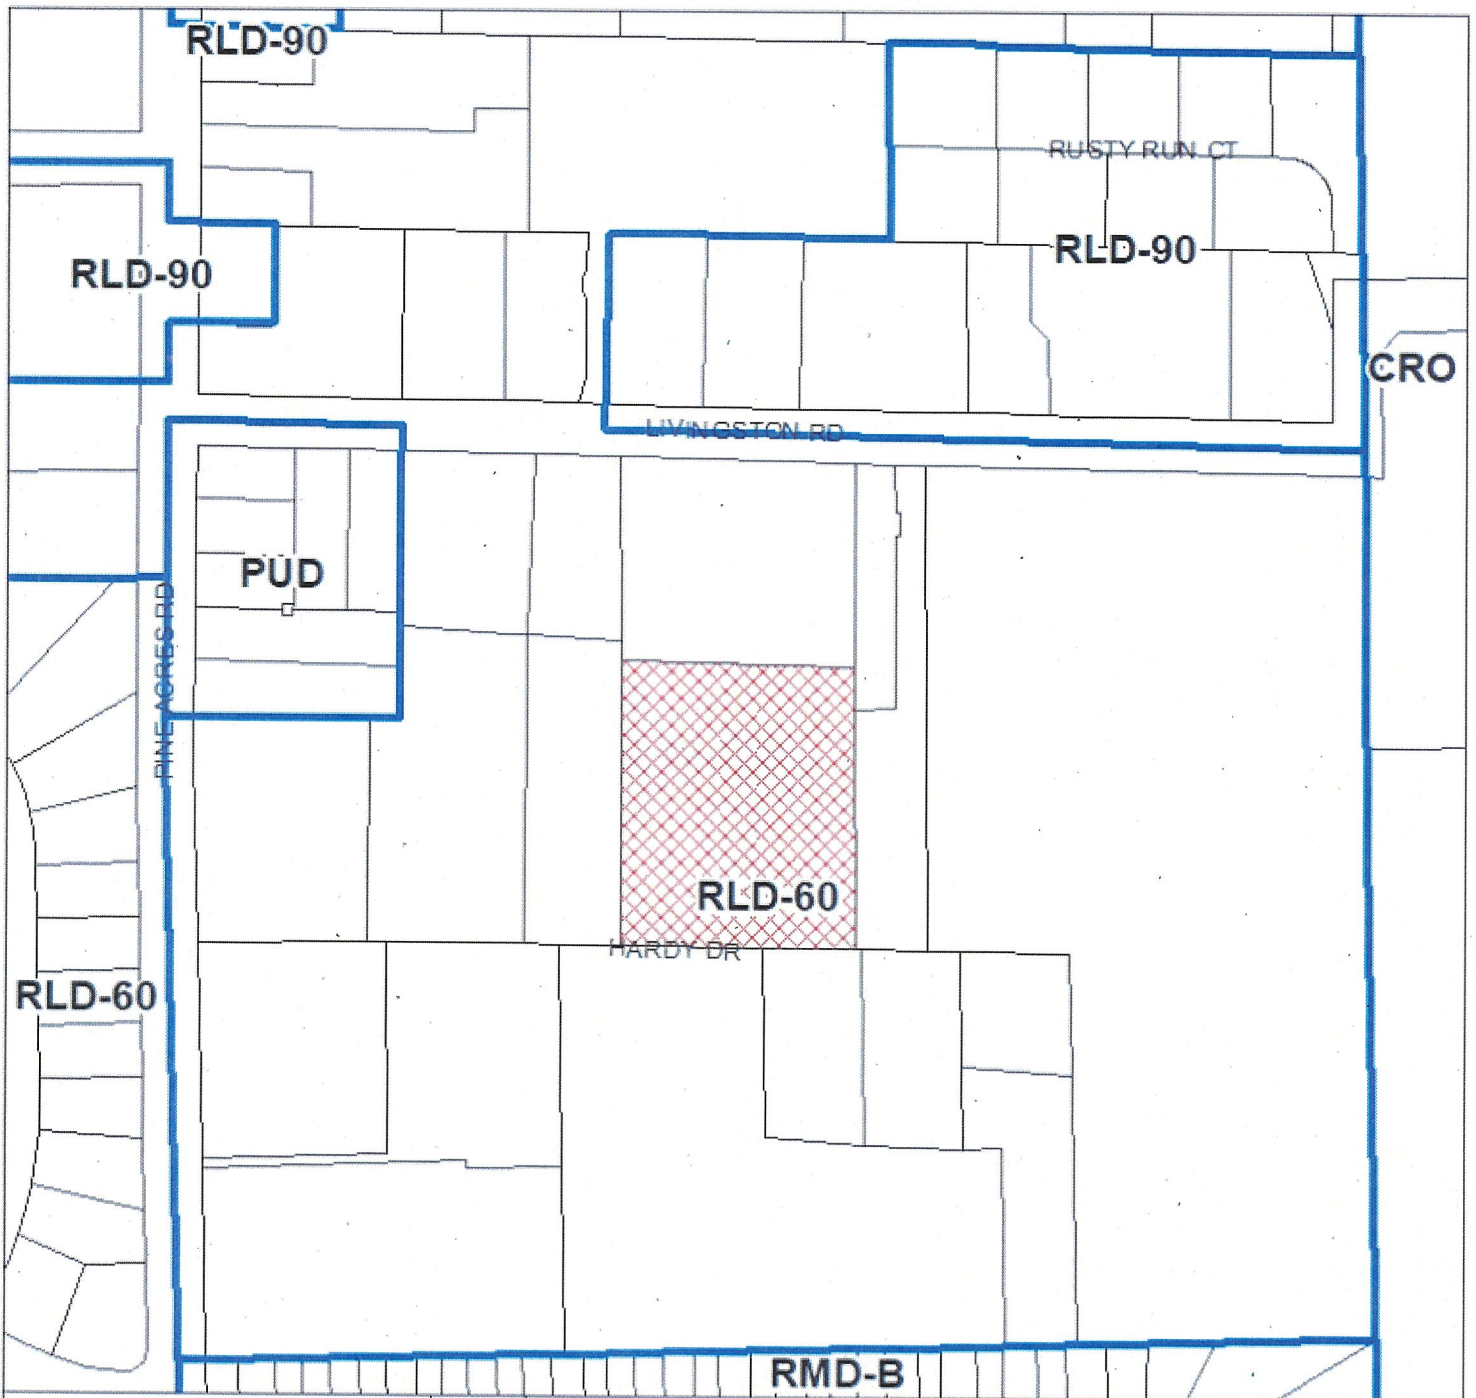 RLD-90
RUSTY RUN CT
RLD-90
RLD-90
CRO
LIVINGSTON RD
PUD
PINE ACRES RD
RLD-60
HARDY DR
RLD-60
RMD-B